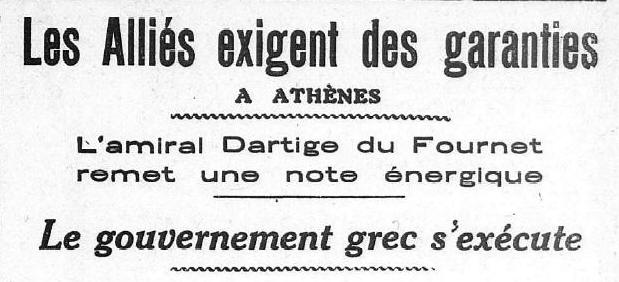 Les Alliés exigent des garanties
A ATHÈNES
L'amiral Dartige du Fournet
remet une note énergique
Le gouvernement grec s'exécute